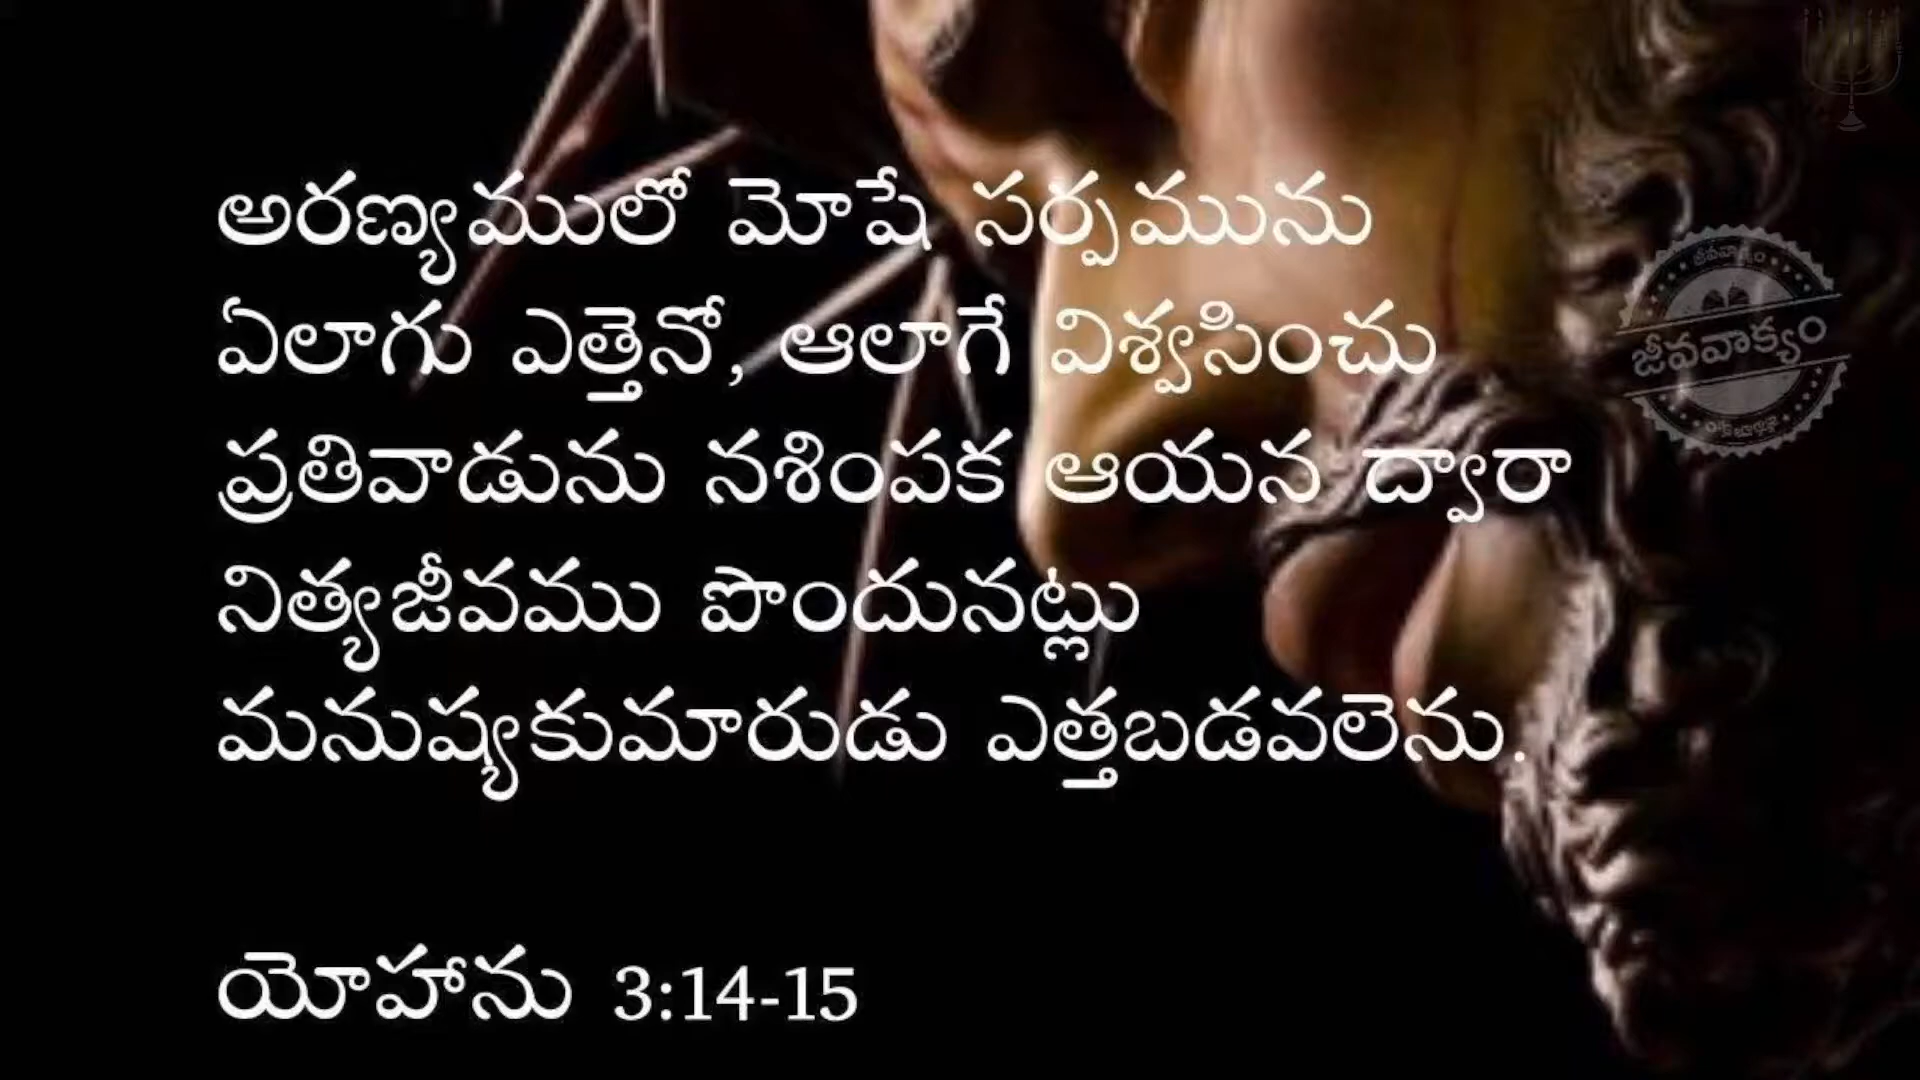 అరణ్యములో మోషే సర్పమును
ఏలాగు ఎత్తెనో, ఆలాగే విశ్వసించు
ప్రతివాడును నశింపక ఆయన ద్వారా
నిత్యజీవము పొందునట్లు
మనుష్యకుమారుడు ఎత్తబడవలెను.
యోహాను 3:14-15
జీవవాక్యం
జీవవాక్యం